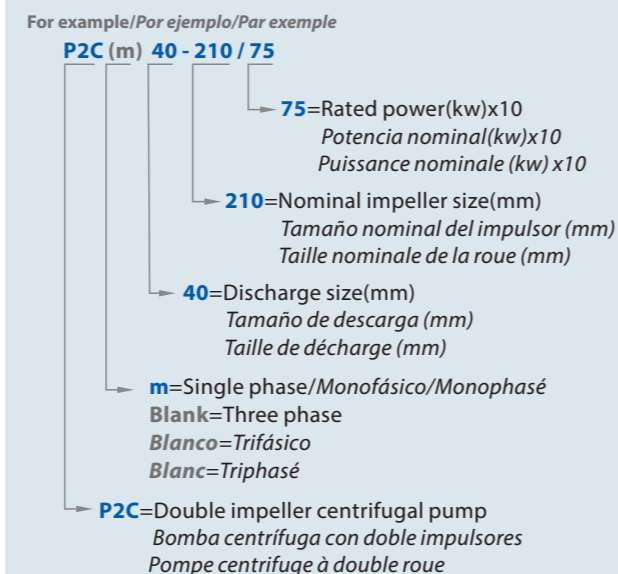 For example/Por ejemplo/Par exemple
P2C (m) 40 - 210 / 75
75=Rated power(kw)x10
Potencia nominal(kw)x10
Puissance nominale (kw) x10
210=Nominal impeller size(mm)
Tamaño nominal del impulsor (mm)
Taille nominale de la roue (mm)
40=Discharge size(mm)
Tamaño de descarga (mm)
Taille de décharge (mm)
m=Single phase/Monofásico/Monophasé
Blank=Three phase
Blanco=Trifásico
Blanc=Triphasé
P2C=Double impeller centrifugal pump
Bomba centrífuga con doble impulsores
Pompe centrifuge à double roue